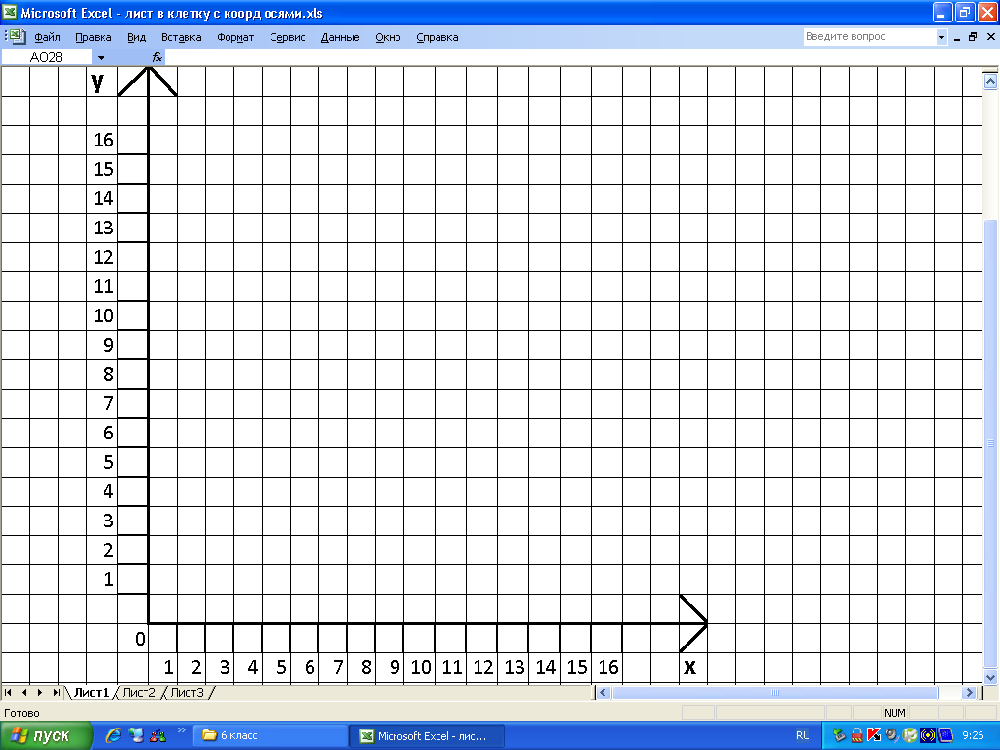 Microsoft Excel - лист в клетку с коорд осями.xls
Файл Правка Вид Вставка Формат Сервис Данные Окно Справка Введите вопрос
AO28 fx
y
16
15
14
13
12
11
10
9
8
7
6
5
4
3
2
1
0
1 2 3 4 5 6 7 8 9 10 11 12 13 14 15 16 x
Лист1 Лист2 Лист3
Готово NUM
пуск 6 класс Microsoft Excel - лис... RL 9:26